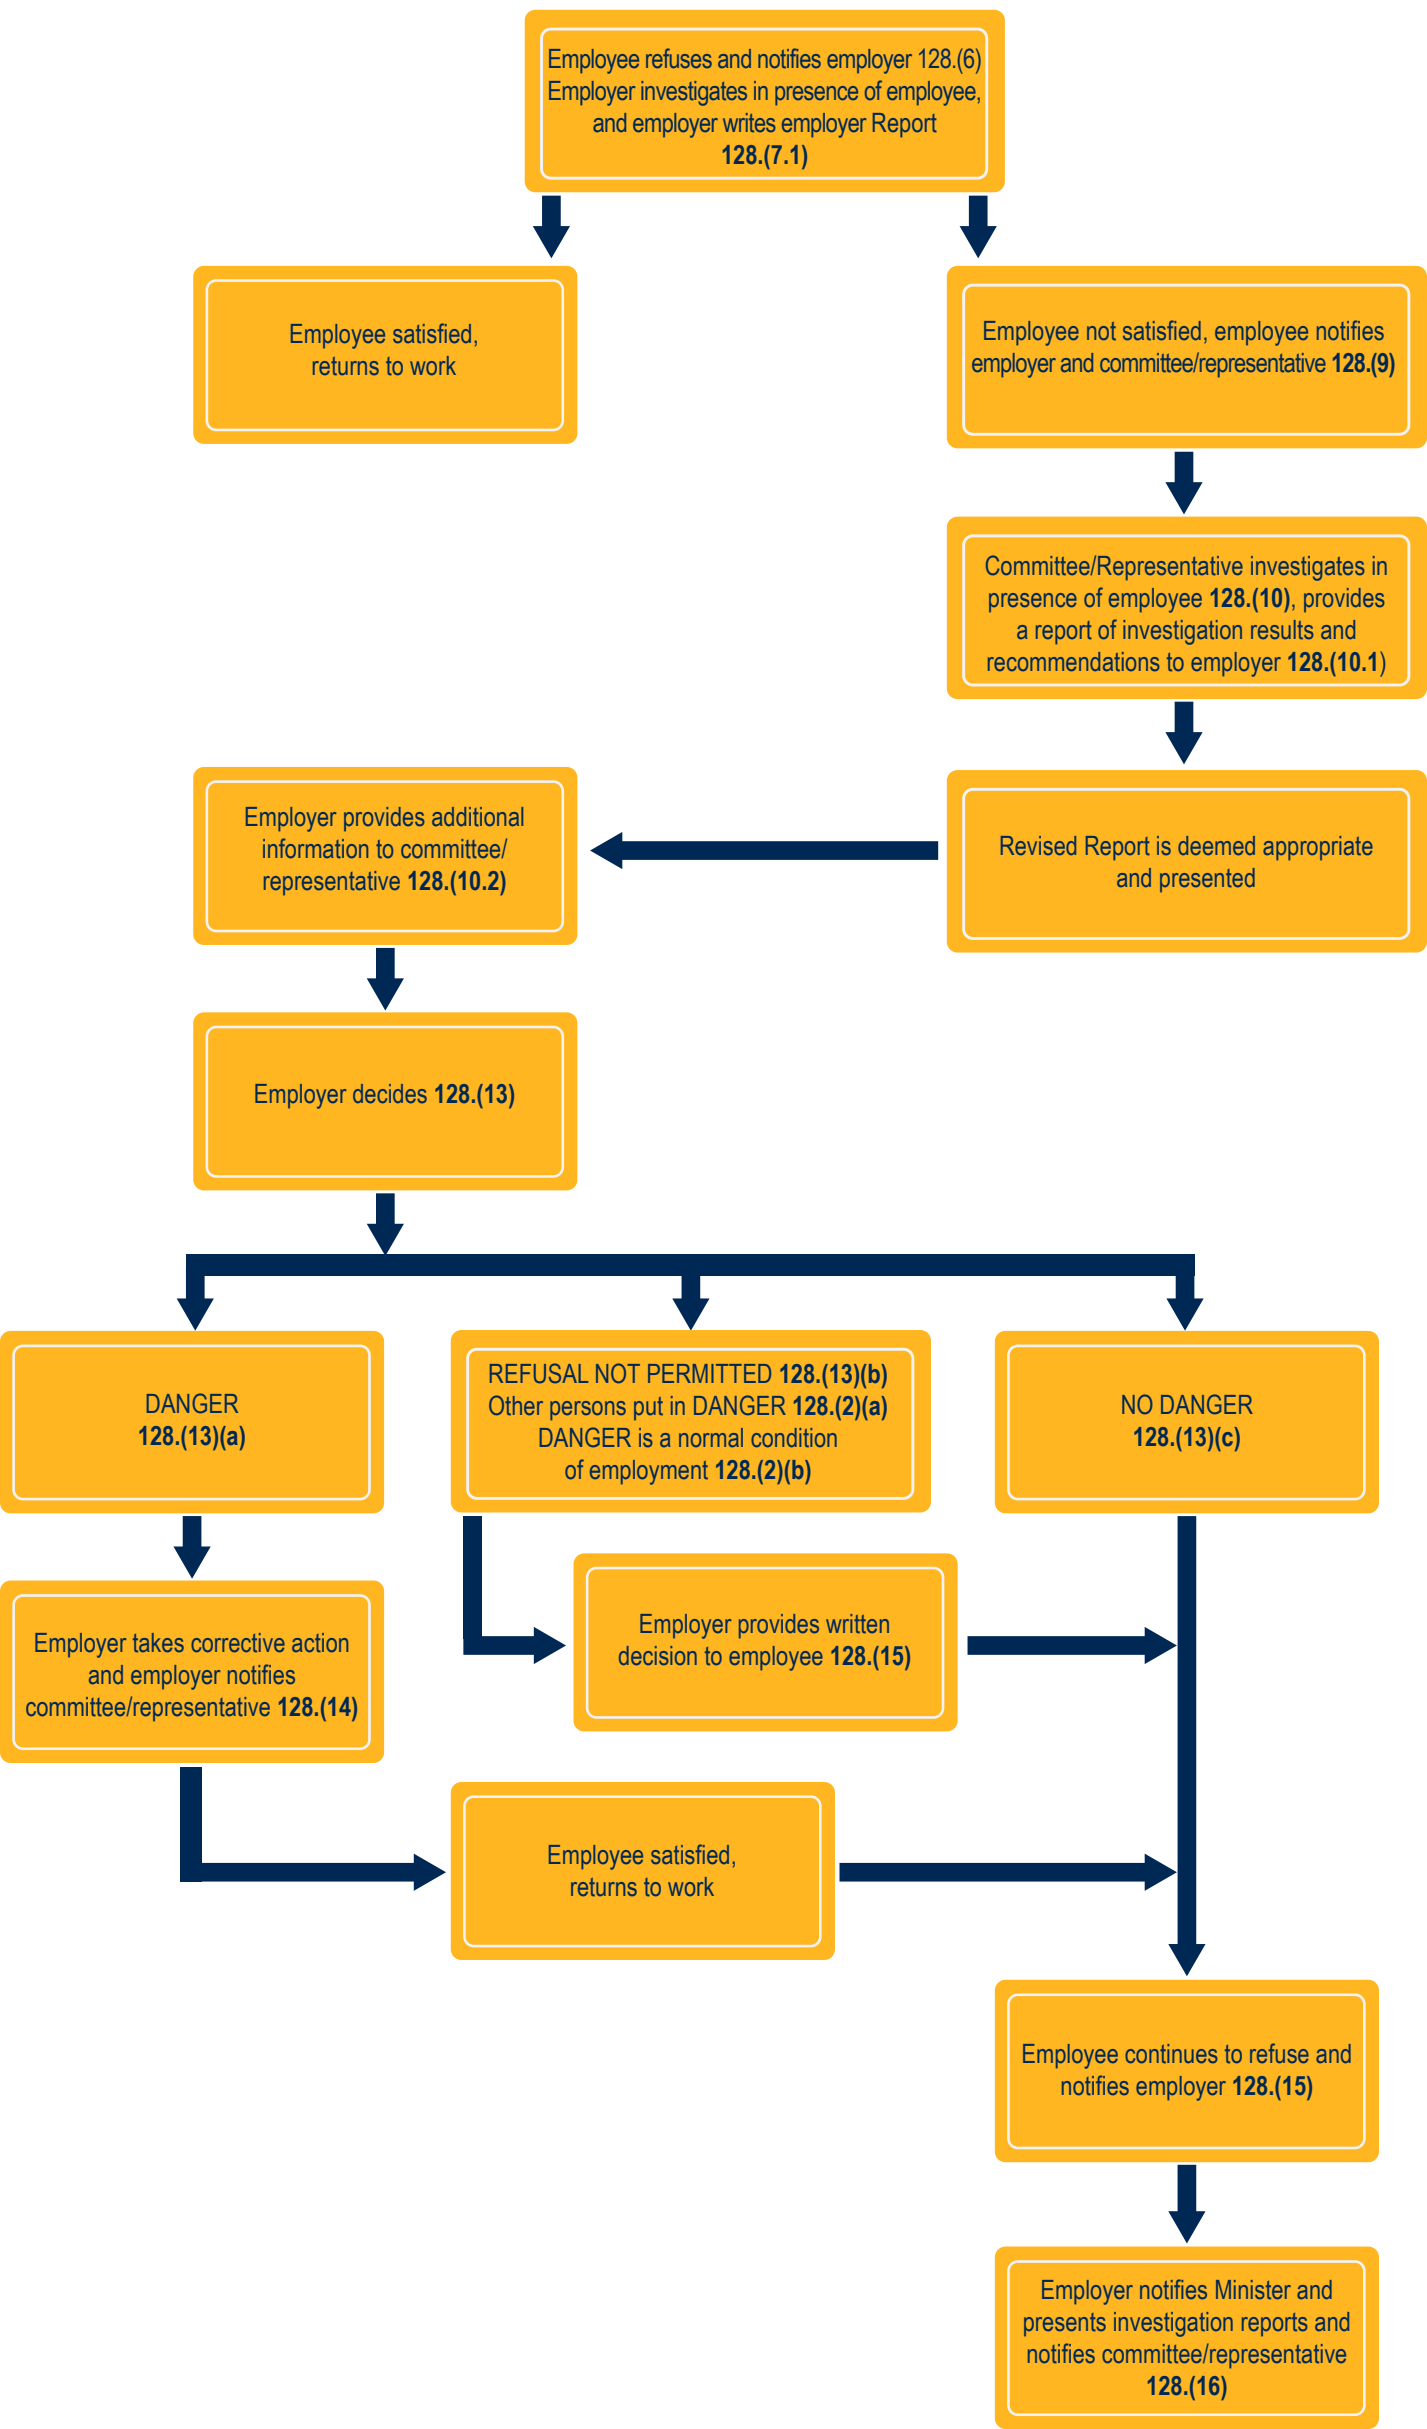 Employee refuses and notifies employer 128.(6)
Employer investigates in presence of employee,
and employer writes employer Report
128.(7.1)
Employee satisfied,
returns to work
Employee not satisfied, employee notifies
employer and committee/representative 128.(9)
Committee/Representative investigates in
presence of employee 128.(10), provides
a report of investigation results and
recommendations to employer 128.(10.1)
Revised Report is deemed appropriate
and presented
Employer provides additional
information to committee/
representative 128.(10.2)
Employer decides 128.(13)
DANGER
128.(13)(a)
REFUSAL NOT PERMITTED 128.(13)(b)
Other persons put in DANGER 128.(2)(a)
DANGER is a normal condition
of employment 128.(2)(b)
NO DANGER
128.(13)(c)
Employer takes corrective action
and employer notifies
committee/representative 128.(14)
Employer provides written
decision to employee 128.(15)
Employee satisfied,
returns to work
Employee continues to refuse and
notifies employer 128.(15)
Employer notifies Minister and
presents investigation reports and
notifies committee/representative
128.(16)